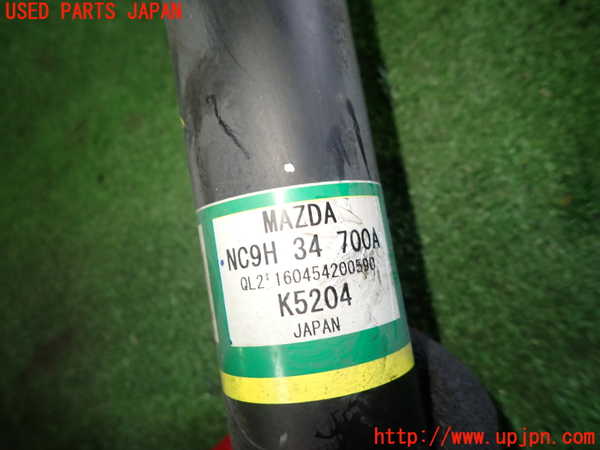 USED PARTS JAPAN
MAZDA
NC9H 34 700A
QL2: 160454200590
K5204
JAPAN
http://www.upjpn.com/